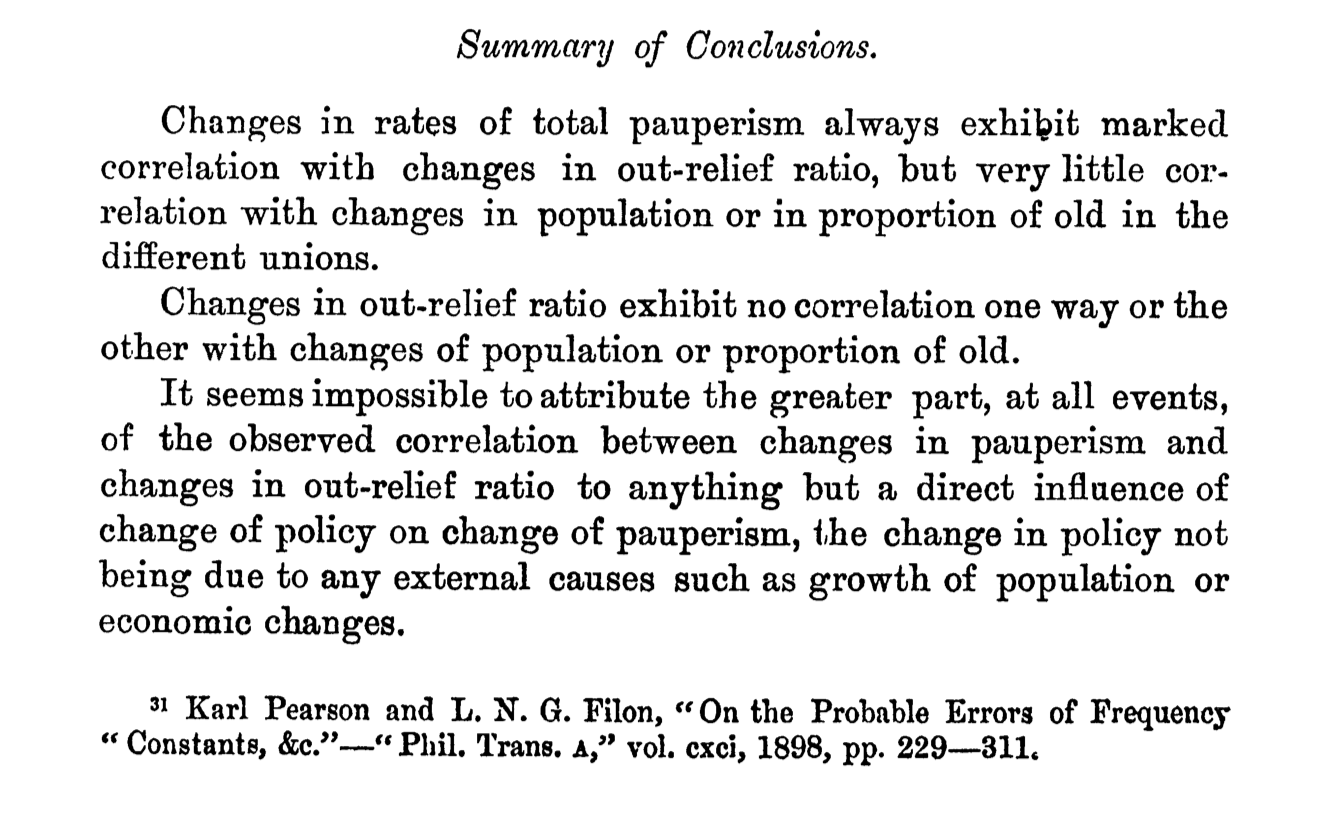 Summary of Conclusions.
Changes in rates of total pauperism always exhibit marked
correlation with changes in out-relief ratio, but very little cor-
relation with changes in population or in proportion of old in the
different unions.
Changes in out-relief ratio exhibit no correlation one way or the
other with changes of population or proportion of old.
It seems impossible to attribute the greater part, at all events,
of the observed correlation between changes in pauperism and
changes in out-relief ratio to anything but a direct influence of
change of policy on change of pauperism, the change in policy not
being due to any external causes such as growth of population or
economic changes.
³¹ Karl Pearson and L. N. G. Filon, “On the Probable Errors of Frequency
“Constants, &c.”—“Phil. Trans. A,” vol. cxci, 1898, pp. 229—311.